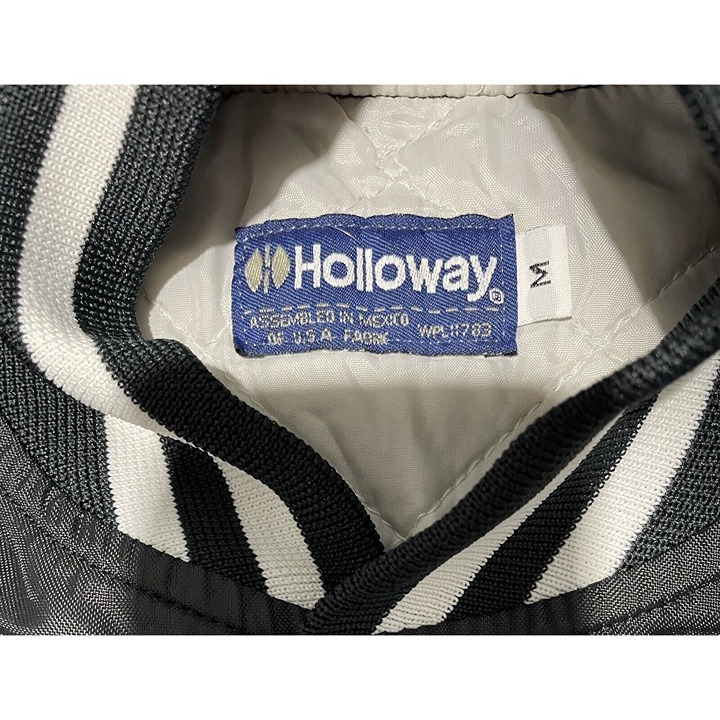 H Holloway®
ASSEMBLED IN MEXICO
OF U.S.A FABRIC
WPL11783
M